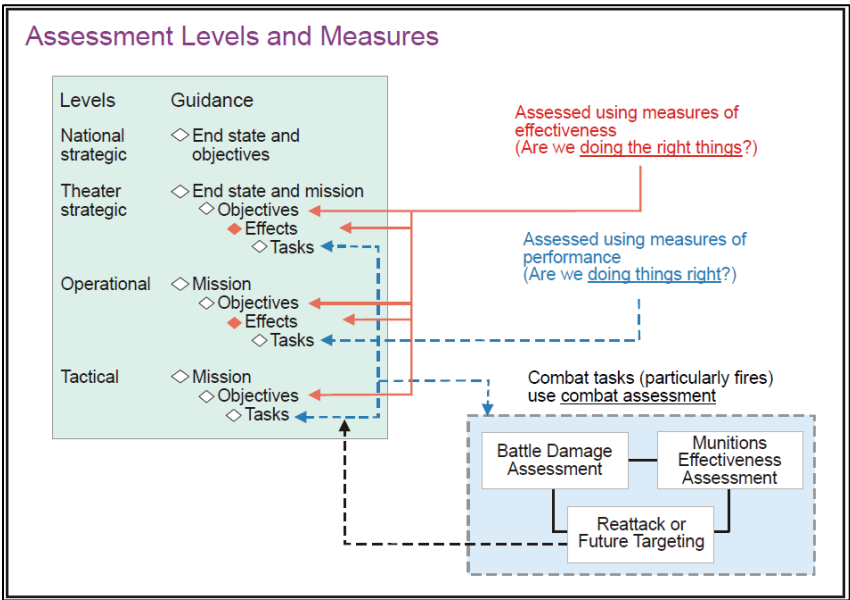 Assessment Levels and Measures
Levels Guidance
National strategic
End state and objectives
Theater strategic
End state and mission
Objectives
Effects
Tasks
Operational
Mission
Objectives
Effects
Tasks
Tactical
Mission
Objectives
Tasks
Assessed using measures of
effectiveness
(Are we doing the right things?)
Assessed using measures of
performance
(Are we doing things right?)
Combat tasks (particularly fires)
use combat assessment
Battle Damage
Assessment
Munitions
Effectiveness
Assessment
Reattack or
Future Targeting